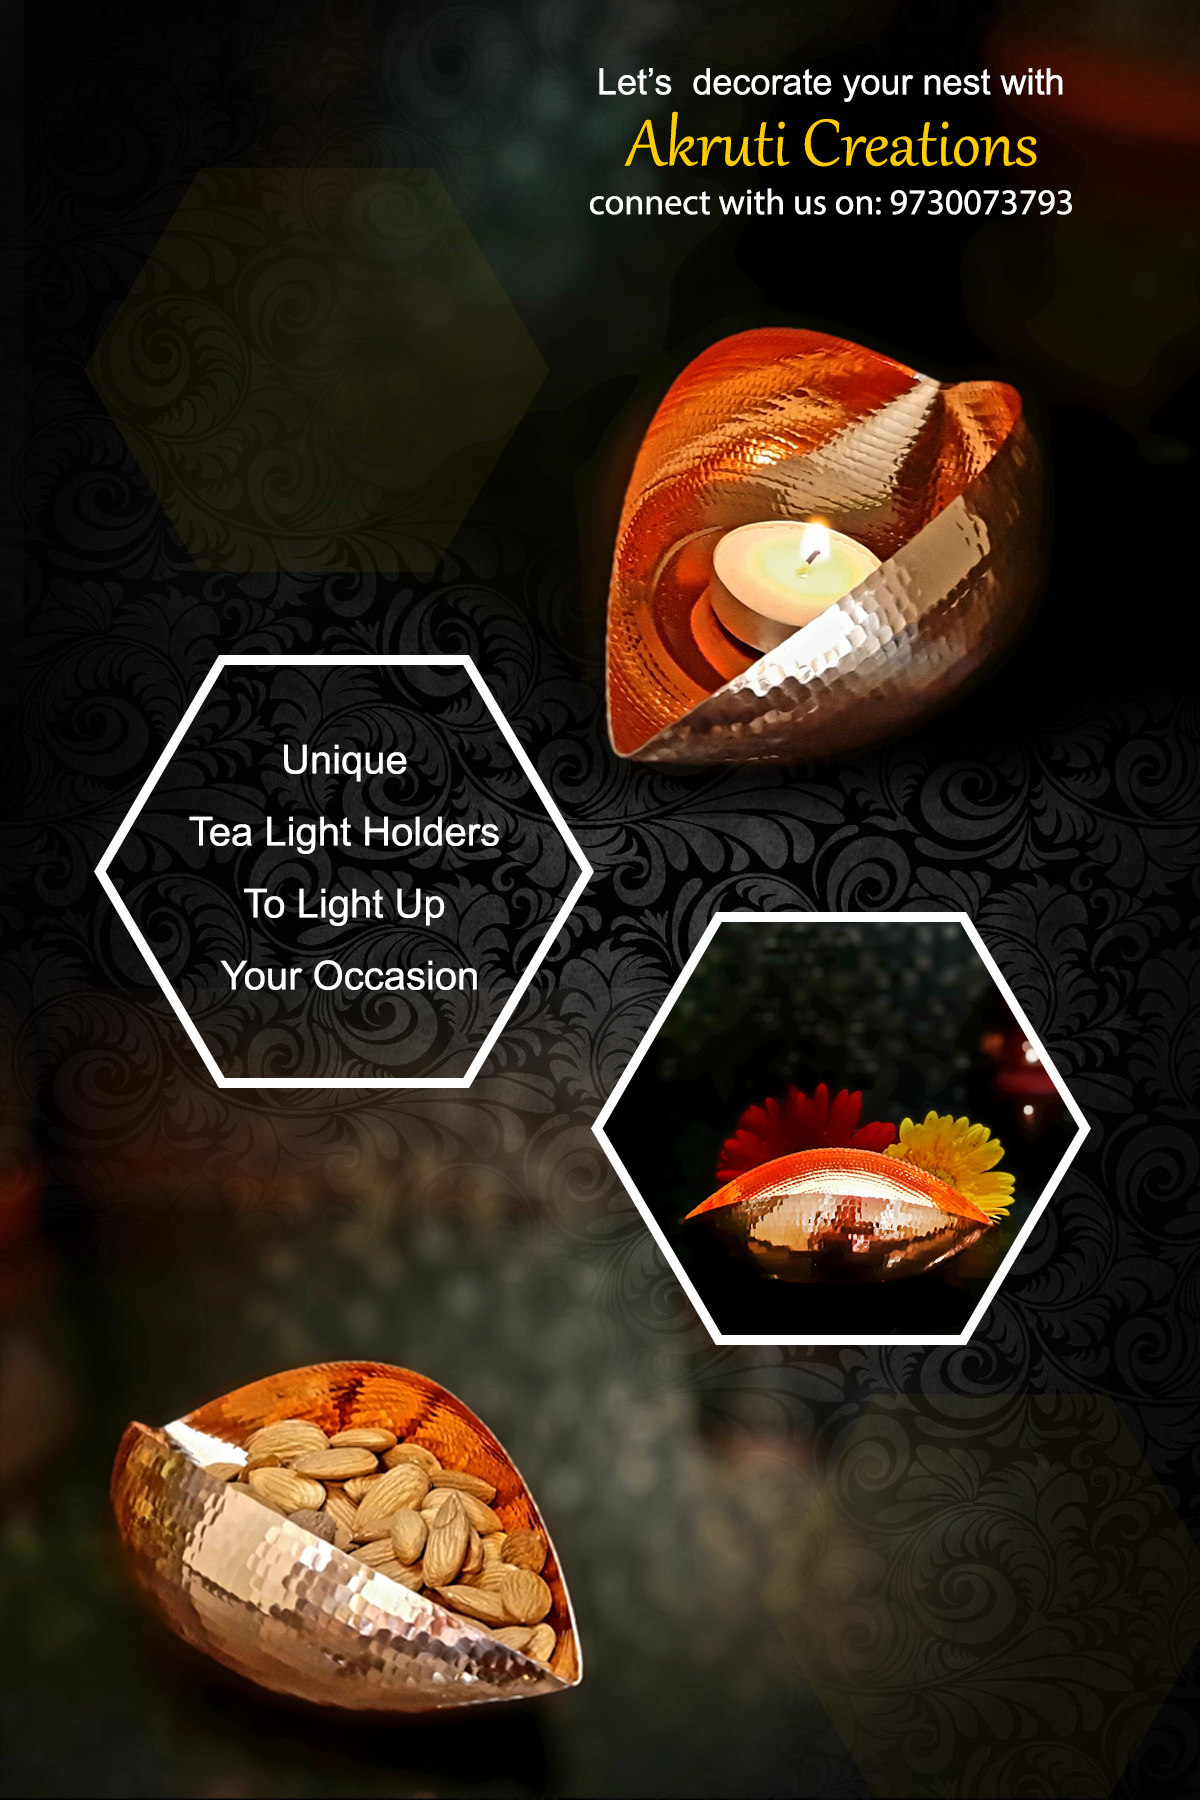 Let’s  decorate your nest with
Akruti Creations
connect with us on: 9730073793
Unique
Tea Light Holders
To Light Up
Your Occasion